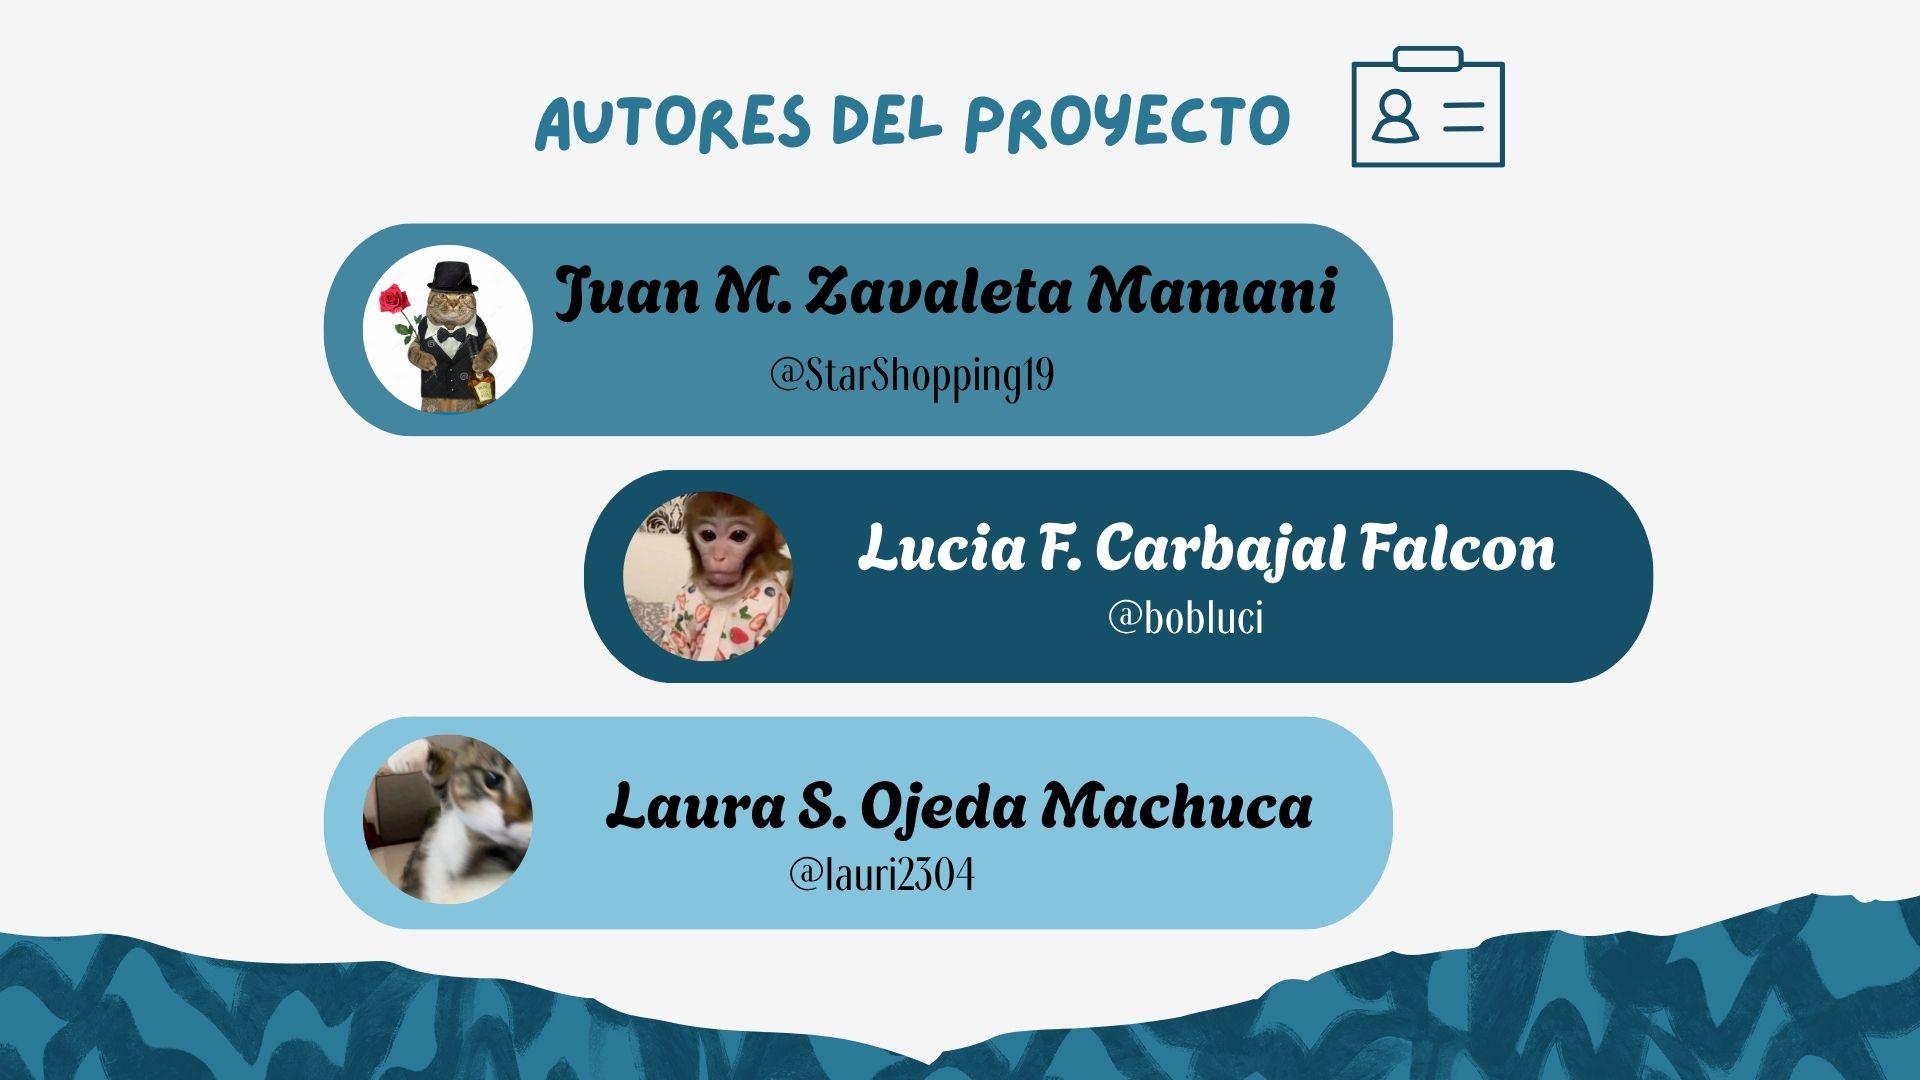 AUTORES DEL PROYECTO
Juan M. Zavaleta Mamani
@StarShopping19
Lucia F. Carbajal Falcon
@bobluci
Laura S. Ojeda Machuca
@lauri2304